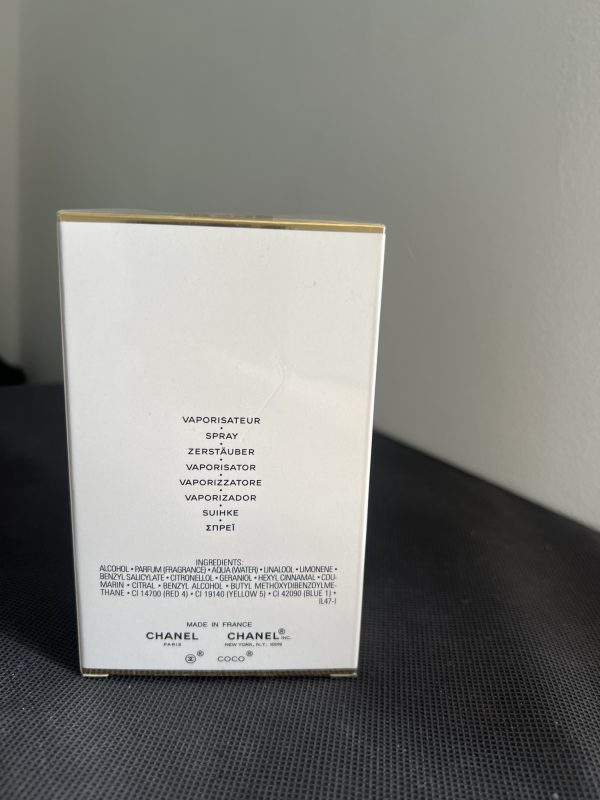 VAPORISATEUR
SPRAY
ZERSTÄUBER
VAPORISATOR
VAPORIZZATORE
VAPORIZADOR
SUIHKE
ΣΠΡΕΪ
INGREDIENTS:
ALCOHOL • PARFUM (FRAGRANCE) • AQUA (WATER) • LINALOOL • LIMONENE •
BENZYL SALICYLATE • CITRONELLOL • GERANIOL • HEXYL CINNAMAL • COU-
MARIN • CITRAL • BENZYL ALCOHOL • BUTYL METHOXYDIBENZOYLME-
THANE • CI 14700 (RED 4) • CI 19140 (YELLOW 5) • CI 42090 (BLUE 1) •
IL47-I
MADE IN FRANCE
CHANEL CHANEL® INC.
PARIS NEW YORK, N.Y. 10019
® COCO®